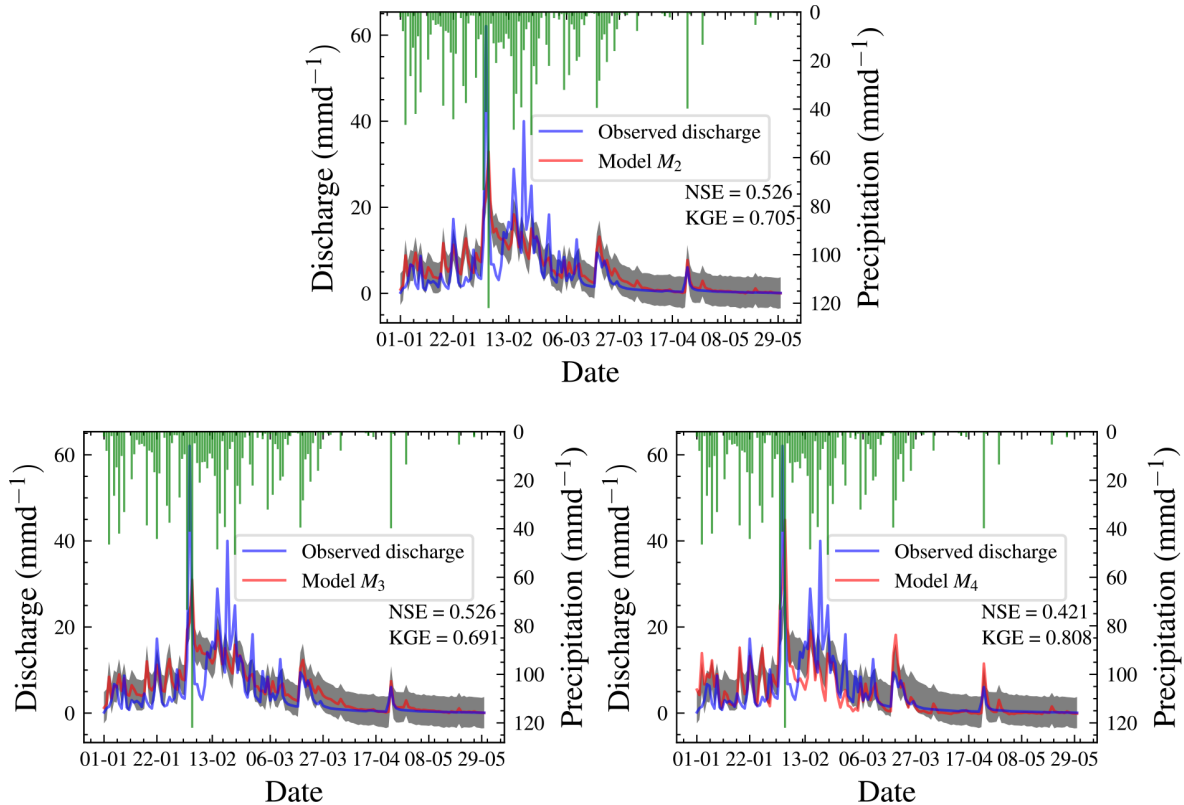 Discharge (mmd⁻¹)
60
40
20
0
0
20
40
60
80
100
120
Precipitation (mmd⁻¹)
Observed discharge
Model M₂
NSE = 0.526
KGE = 0.705
01-01 22-01 13-02 06-03 27-03 17-04 08-05 29-05
Date
Discharge (mmd⁻¹)
60
40
20
0
0
20
40
60
80
100
120
Precipitation (mmd⁻¹)
Observed discharge
Model M₃
NSE = 0.526
KGE = 0.691
01-01 22-01 13-02 06-03 27-03 17-04 08-05 29-05
Date
Discharge (mmd⁻¹)
60
40
20
0
0
20
40
60
80
100
120
Precipitation (mmd⁻¹)
Observed discharge
Model M₄
NSE = 0.421
KGE = 0.808
01-01 22-01 13-02 06-03 27-03 17-04 08-05 29-05
Date